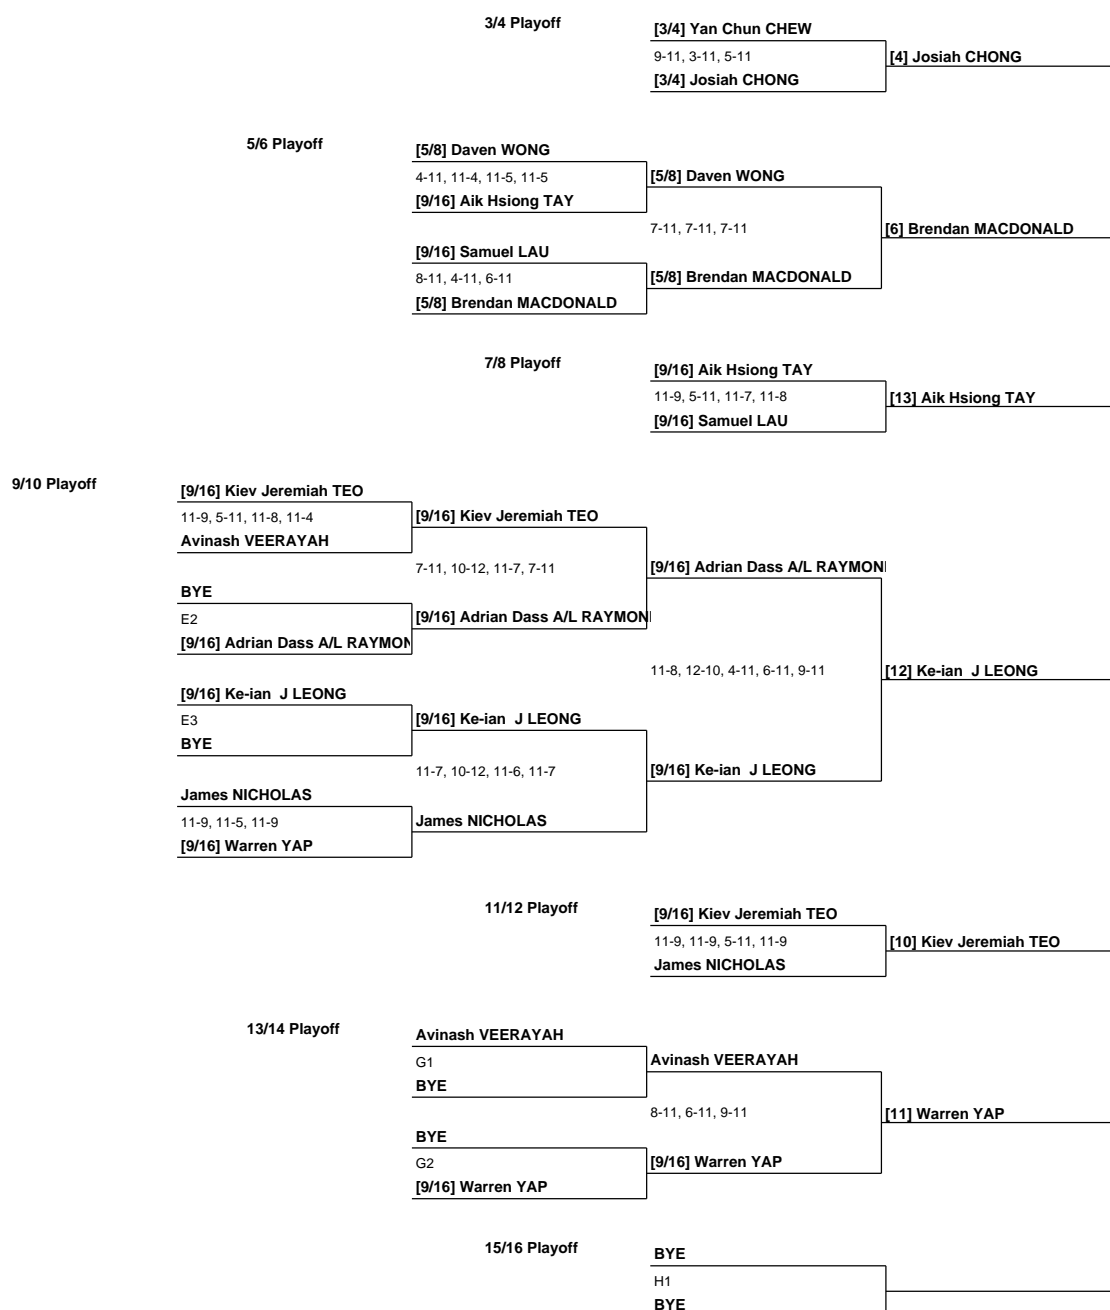 3/4 Playoff
[3/4] Yan Chun CHEW
9-11, 3-11, 5-11
[4] Josiah CHONG
[3/4] Josiah CHONG
5/6 Playoff
[5/8] Daven WONG
4-11, 11-4, 11-5, 11-5
[5/8] Daven WONG
[9/16] Aik Hsiong TAY
7-11, 7-11, 7-11
[6] Brendan MACDONALD
[9/16] Samuel LAU
8-11, 4-11, 6-11
[5/8] Brendan MACDONALD
[5/8] Brendan MACDONALD
7/8 Playoff
[9/16] Aik Hsiong TAY
11-9, 5-11, 11-7, 11-8
[13] Aik Hsiong TAY
[9/16] Samuel LAU
9/10 Playoff
[9/16] Kiev Jeremiah TEO
11-9, 5-11, 11-8, 11-4
[9/16] Kiev Jeremiah TEO
Avinash VEERAYAH
7-11, 10-12, 11-7, 7-11
[9/16] Adrian Dass A/L RAYMON
BYE
E2
[9/16] Adrian Dass A/L RAYMON
[9/16] Adrian Dass A/L RAYMON
11-8, 12-10, 4-11, 6-11, 9-11
[12] Ke-ian J LEONG
[9/16] Ke-ian J LEONG
E3
[9/16] Ke-ian J LEONG
BYE
11-7, 10-12, 11-6, 11-7
[9/16] Ke-ian J LEONG
James NICHOLAS
11-9, 11-5, 11-9
James NICHOLAS
[9/16] Warren YAP
11/12 Playoff
[9/16] Kiev Jeremiah TEO
11-9, 11-9, 5-11, 11-9
[10] Kiev Jeremiah TEO
James NICHOLAS
13/14 Playoff
Avinash VEERAYAH
G1
Avinash VEERAYAH
BYE
8-11, 6-11, 9-11
[11] Warren YAP
BYE
G2
[9/16] Warren YAP
[9/16] Warren YAP
15/16 Playoff
BYE
H1
BYE